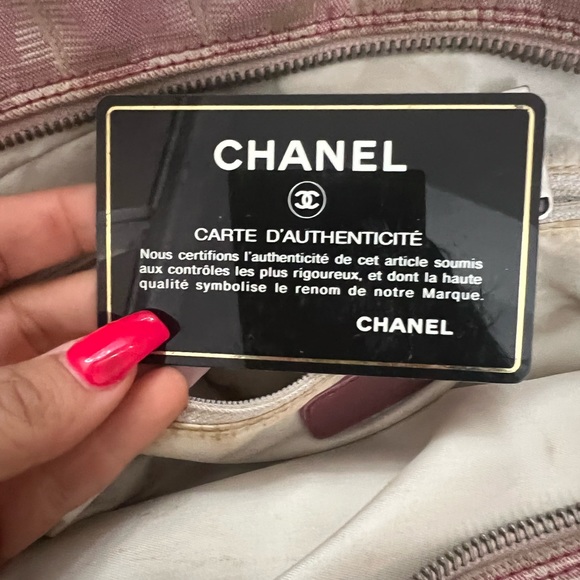 CHANEL
CARTE D'AUTHENTICITÉ
Nous certifions l'authenticité de cet article soumis
aux contrôles les plus rigoureux, et dont la haute
qualité symbolise le renom de notre Marque.
CHANEL